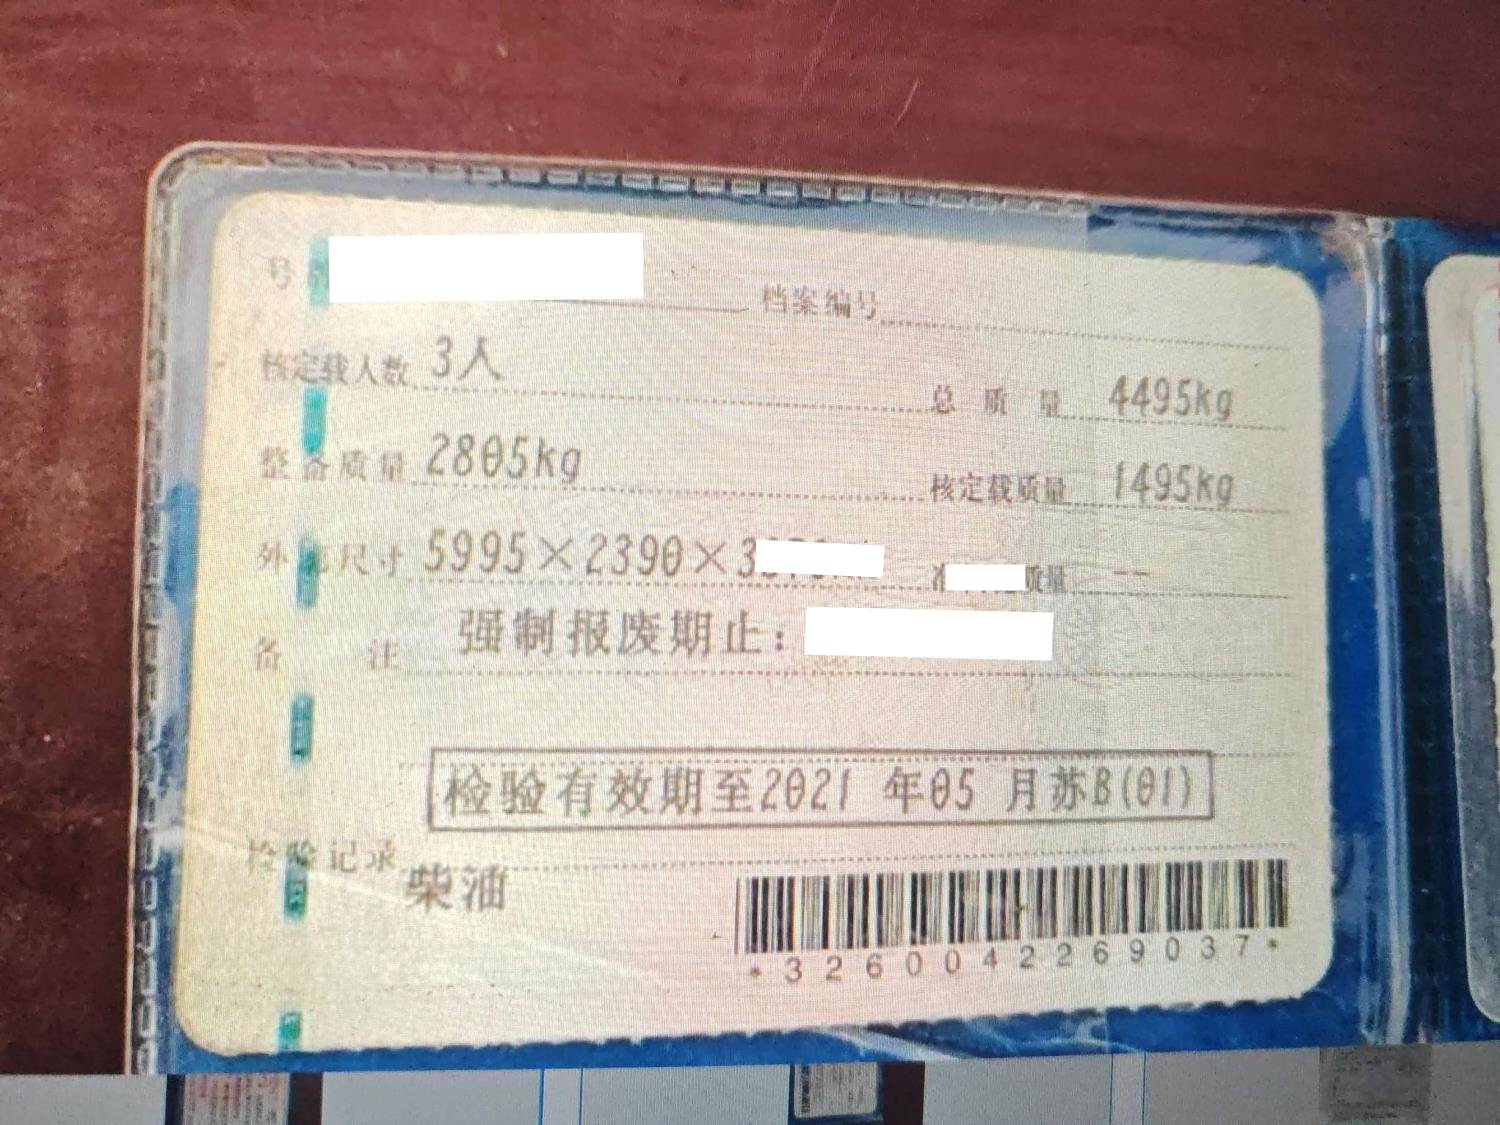 号
档案编号
核定载人数 3人
总质量 4495kg
整备质量 2805kg
核定载质量 1495kg
外廓尺寸 5995×2390×3
质量 --
备注 强制报废期止：
检验有效期至2021 年05 月苏B(01)
检验记录
柴油
*3260042269037*